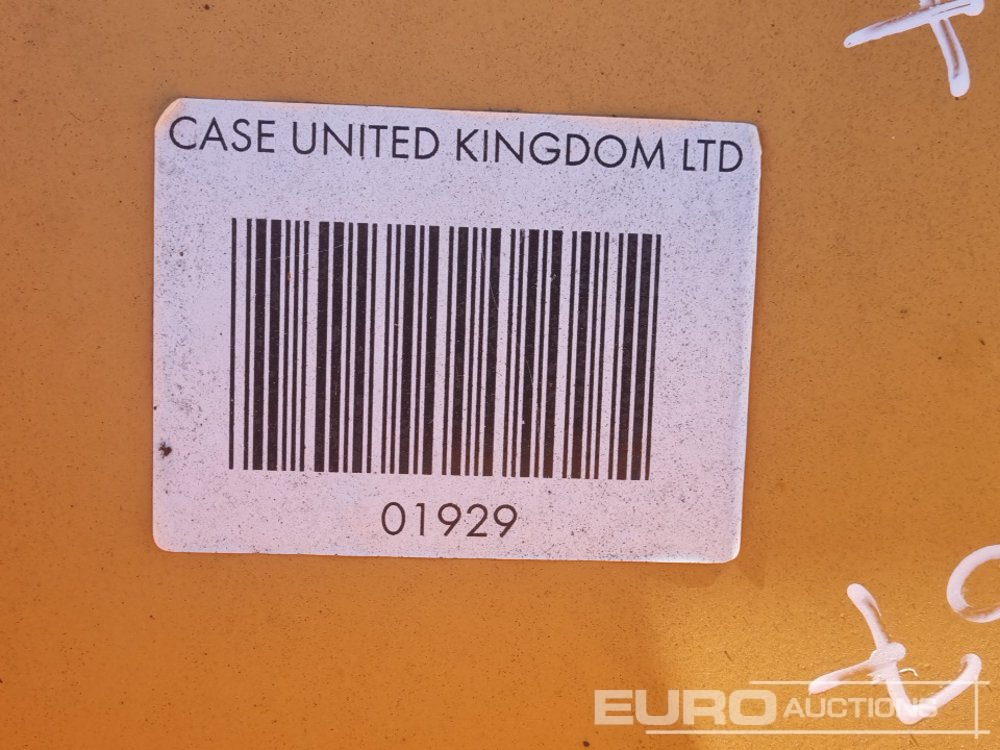 CASE UNITED KINGDOM LTD
01929
EURO AUCTIONS